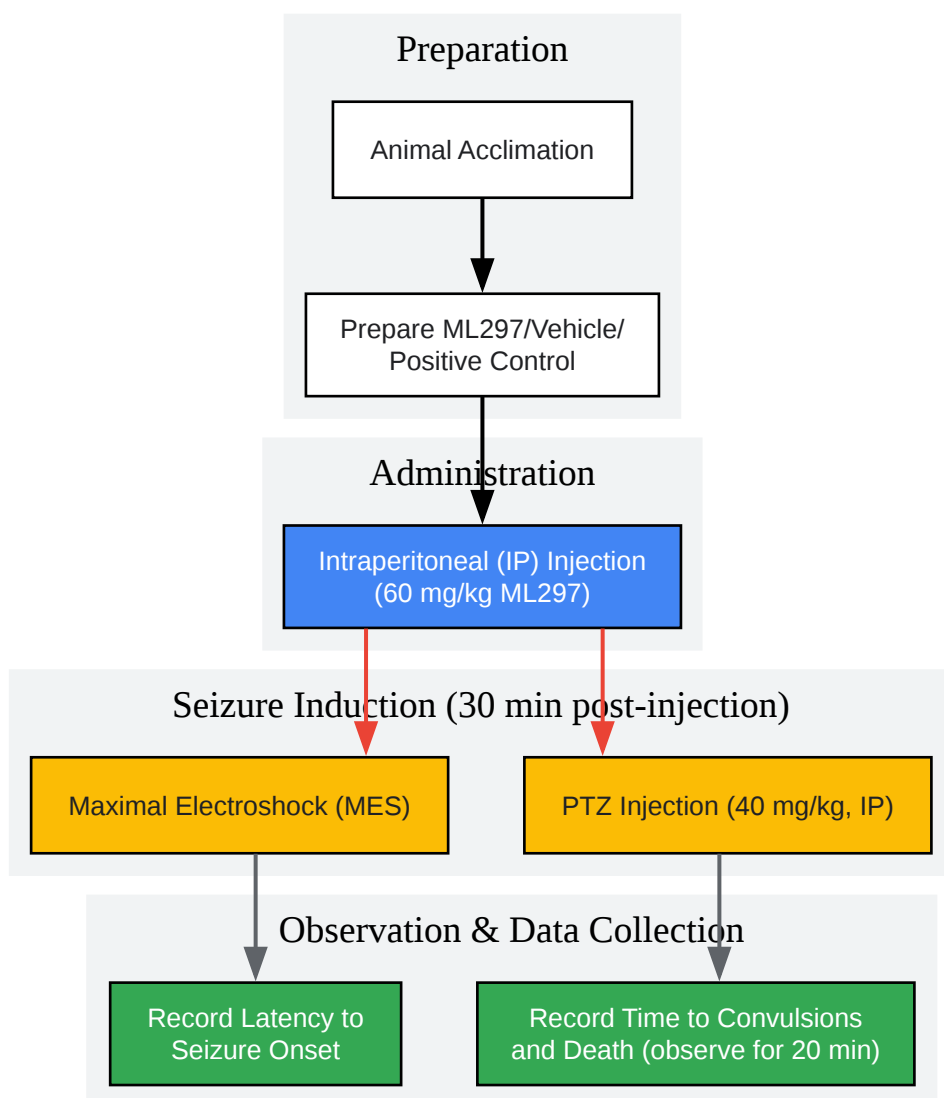 Preparation
Animal Acclimation
Prepare ML297/Vehicle/
Positive Control
Administration
Intraperitoneal (IP) Injection
(60 mg/kg ML297)
Seizure Induction (30 min post-injection)
Maximal Electroshock (MES)
PTZ Injection (40 mg/kg, IP)
Observation & Data Collection
Record Latency to
Seizure Onset
Record Time to Convulsions
and Death (observe for 20 min)